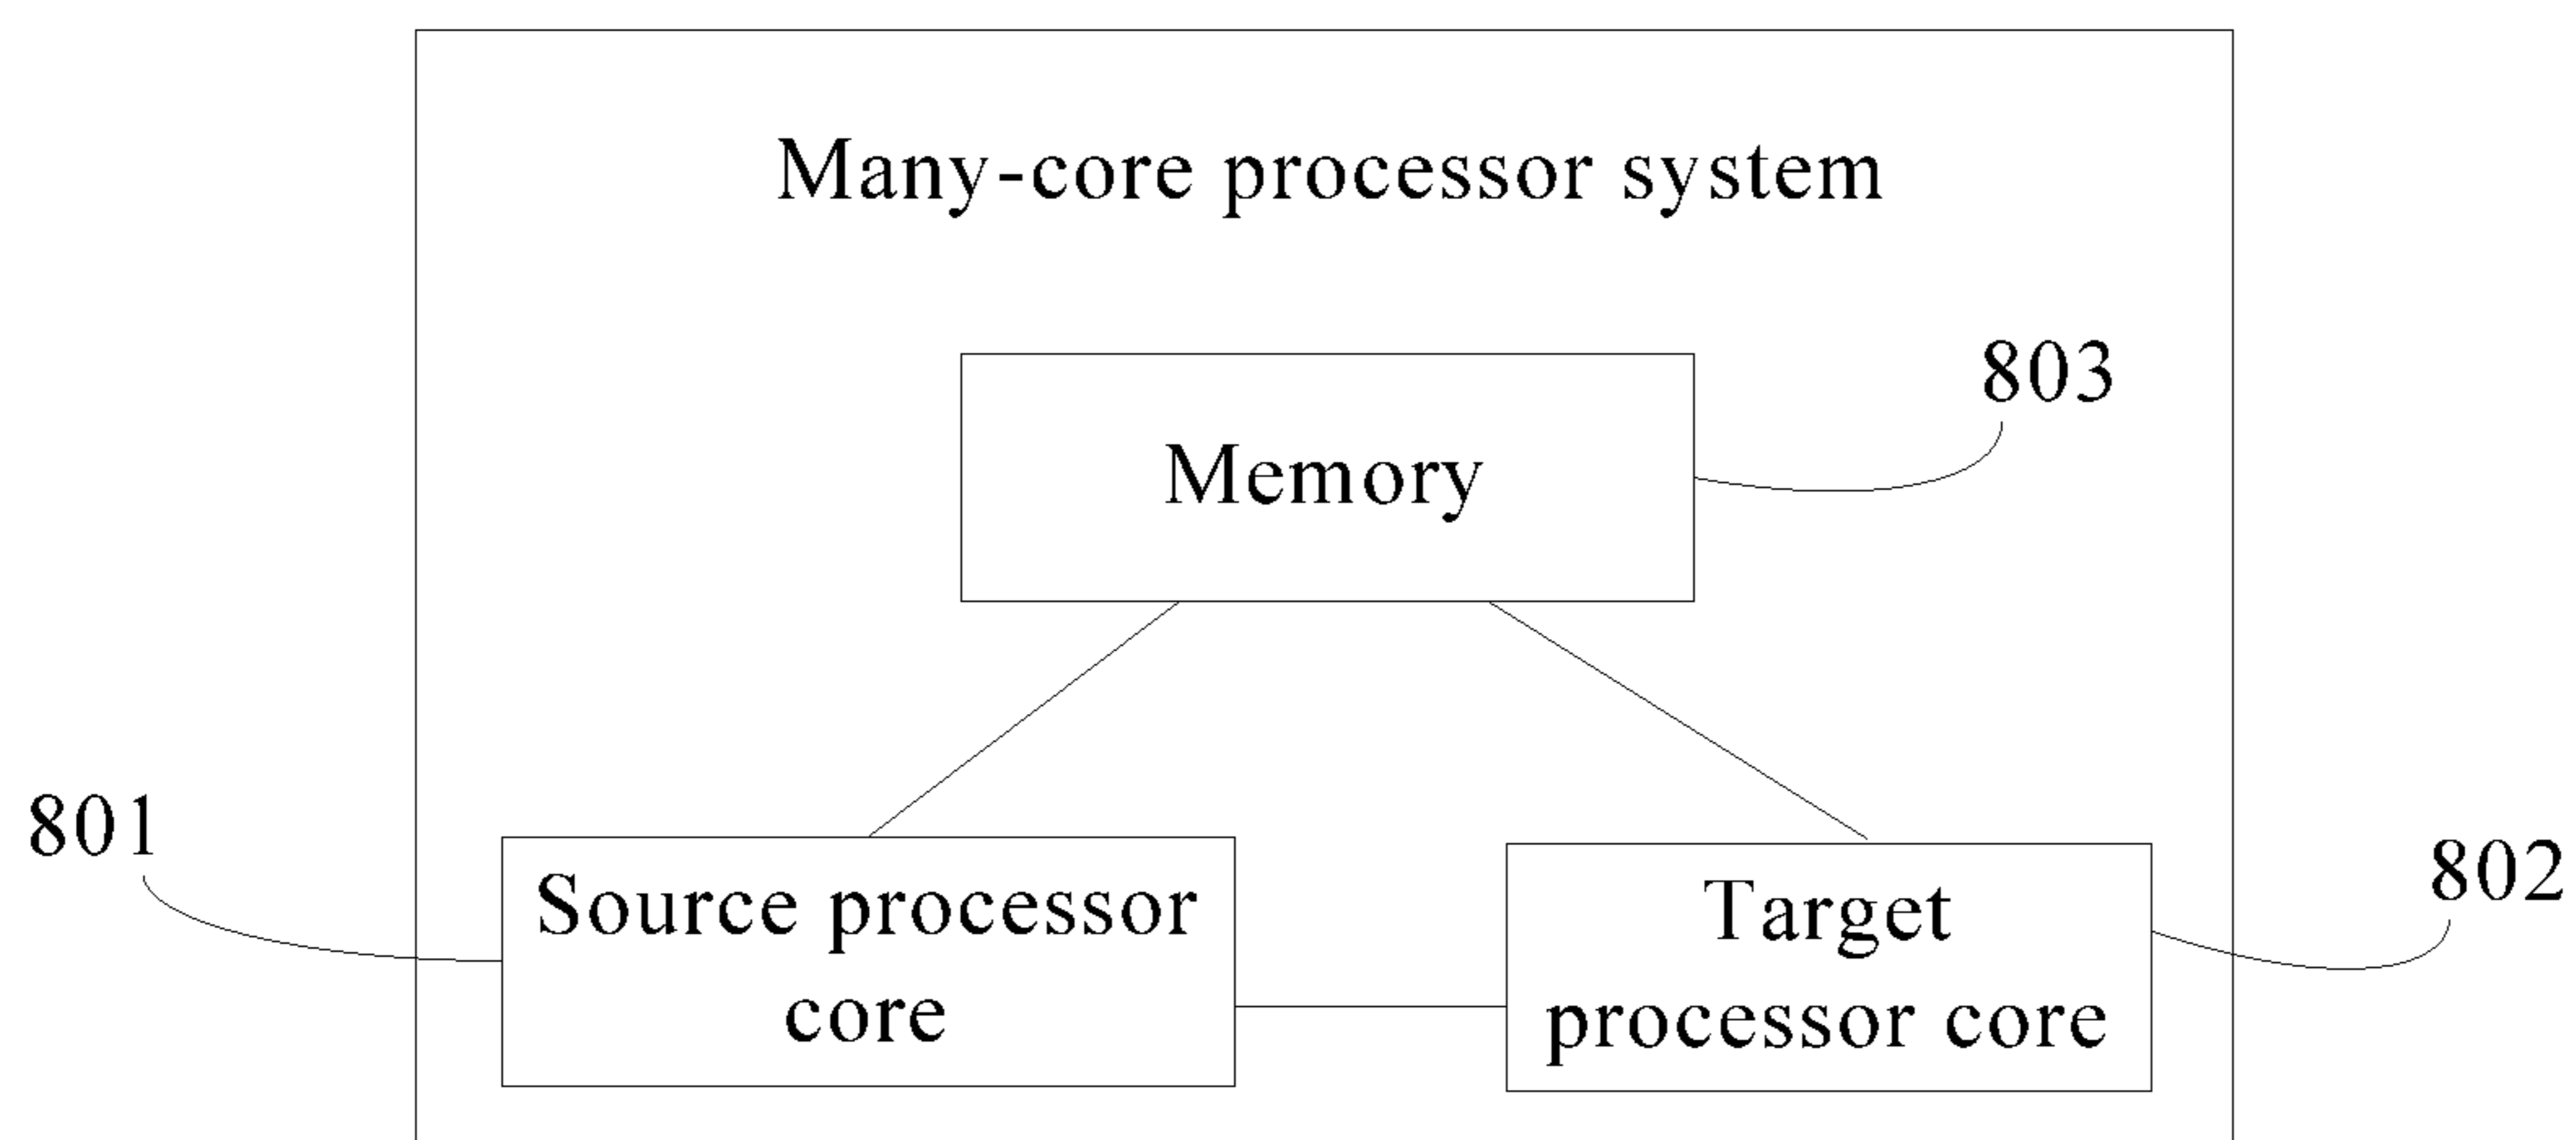 Many-core processor system
803
Memory
801
Source processor
core
802
Target
processor core